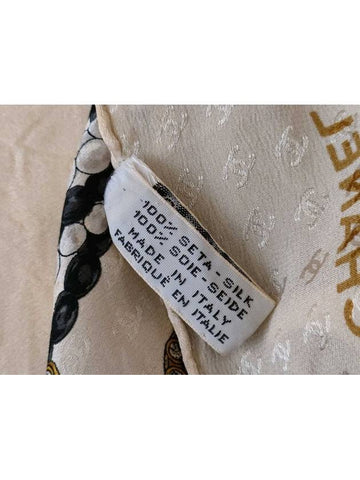 100% SETA - SILK
100% SOIE - SEIDE
MADE IN ITALY
FABRIQUÉ EN ITALIE
CHANEL